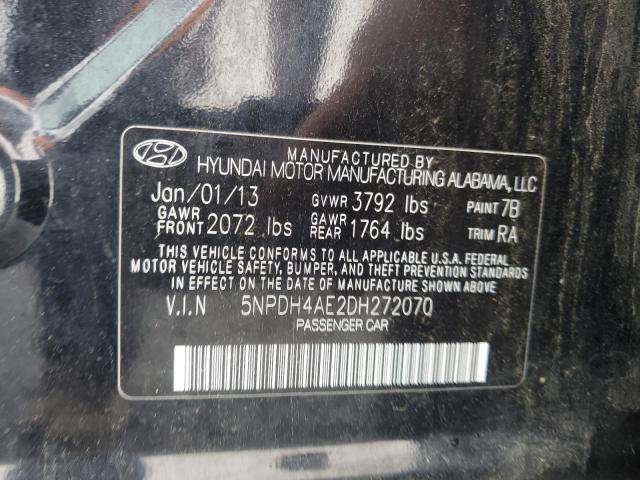 MANUFACTURED BY
HYUNDAI MOTOR MANUFACTURING ALABAMA, LLC
Jan/01/13 GVWR 3792 lbs PAINT 7B
GAWR FRONT 2072 lbs GAWR REAR 1764 lbs TRIM RA
THIS VEHICLE CONFORMS TO ALL APPLICABLE U.S.A. FEDERAL
MOTOR VEHICLE SAFETY, BUMPER, AND THEFT PREVENTION STANDARDS
IN EFFECT ON THE DATE OF MANUFACTURE SHOWN ABOVE.
V.I.N 5NPDH4AE2DH272070
PASSENGER CAR